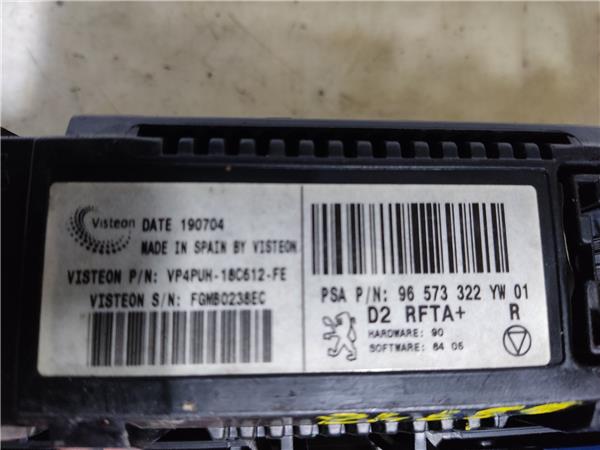 Visteon DATE 190704
MADE IN SPAIN BY VISTEON
VISTEON P/N: VP4PUH-18C612-FE
VISTEON S/N: FGMB0238EC
PSA P/N: 96 573 322 YW 01
D2 RFTA+ R
HARDWARE: 90
SOFTWARE: 84 05